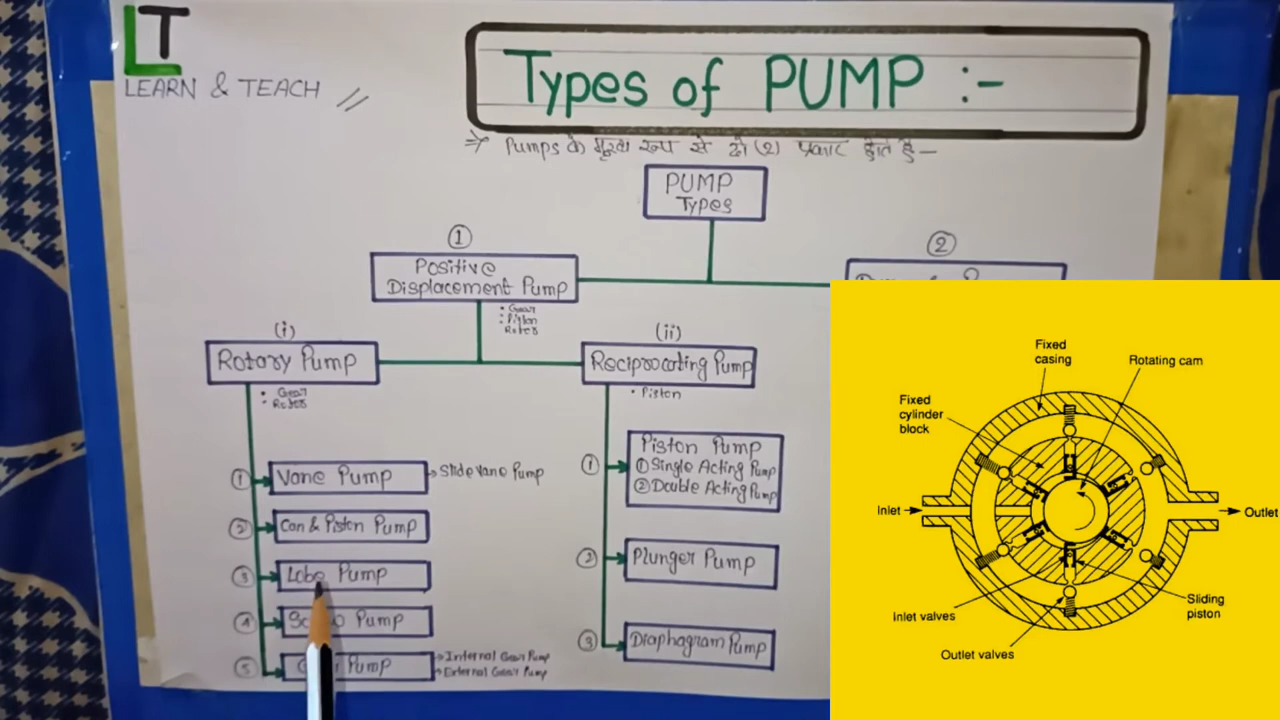 LT
LEARN & TEACH
Types of PUMP :-
⇒ Pumps के मुख्य रूप से दो (2) प्रकार होते है –
PUMP
Types
①
Positive
Displacement Pump
• Gear
• Piston
Rotor
②
(i)
Rotary Pump
• Gear
• Rotor
(ii)
Reciprocating Pump
• Piston
① Vane Pump → Slide Vane Pump
② Cam & Piston Pump
③ Lobe Pump
④ Pump
⑤ Pump
→ Internal Gear Pump
→ External Gear Pump
① Piston Pump
① Single Acting Pump
② Double Acting Pump
② Plunger Pump
③ Diaphagram Pump
Fixed
casing
Rotating cam
Fixed
cylinder
block
Inlet
Outlet
Inlet valves
Sliding
piston
Outlet valves